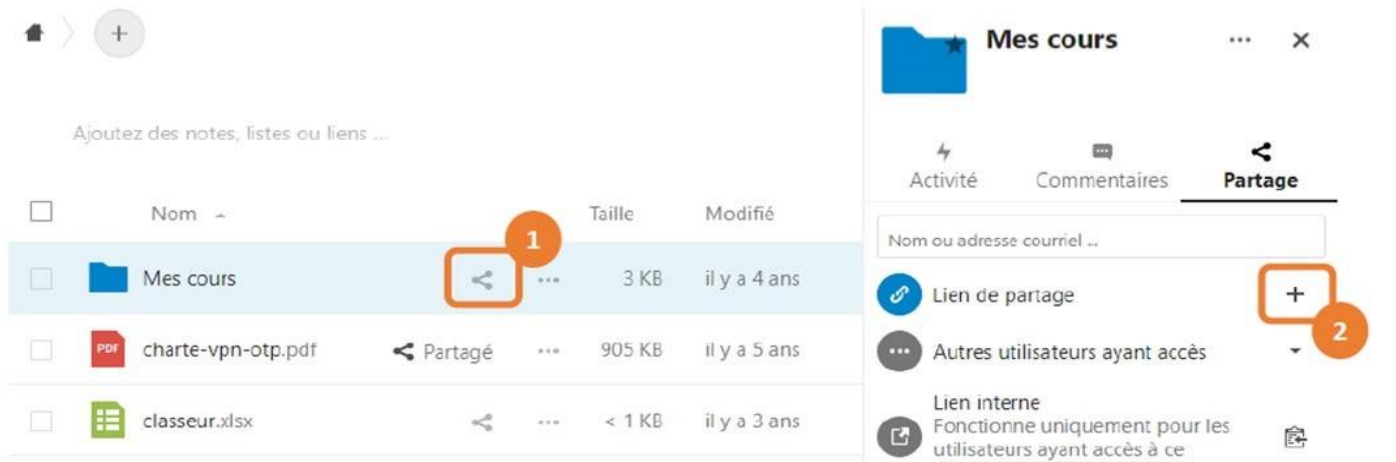 Mes cours
Ajoutez des notes, listes ou liens ...
Activité Commentaires Partage
Nom Taille Modifié
1
Nom ou adresse courriel ...
Mes cours 3 KB il y a 4 ans
Lien de partage
2
PDF charte-vpn-otp.pdf Partagé 905 KB il y a 5 ans
Autres utilisateurs ayant accès
classeur.xlsx < 1 KB il y a 3 ans
Lien interne
Fonctionne uniquement pour les
utilisateurs ayant accès à ce